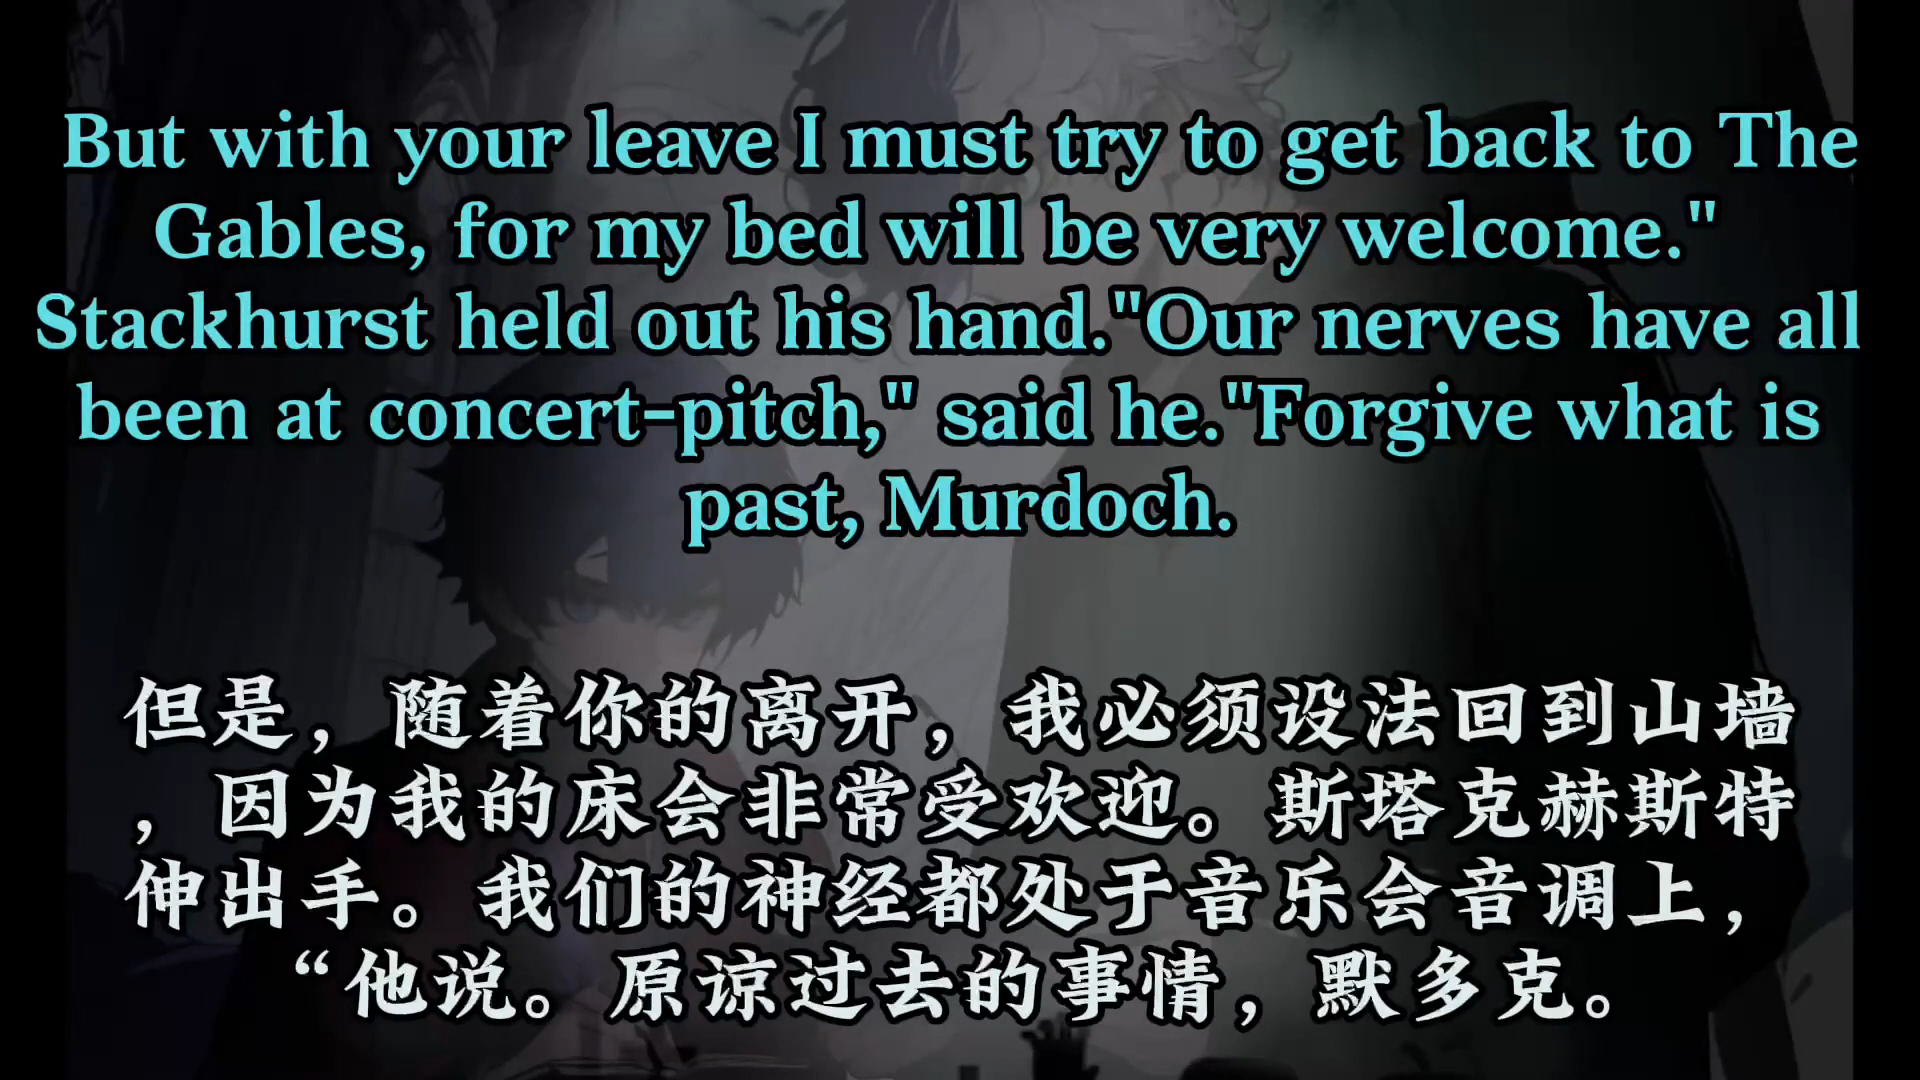 But with your leave I must try to get back to The
Gables, for my bed will be very welcome."
Stackhurst held out his hand."Our nerves have all
been at concert-pitch," said he."Forgive what is
past, Murdoch.
但是，随着你的离开，我必须设法回到山墙
，因为我的床会非常受欢迎。斯塔克赫斯特
伸出手。我们的神经都处于音乐会音调上，
“他说。原谅过去的事情，默多克。